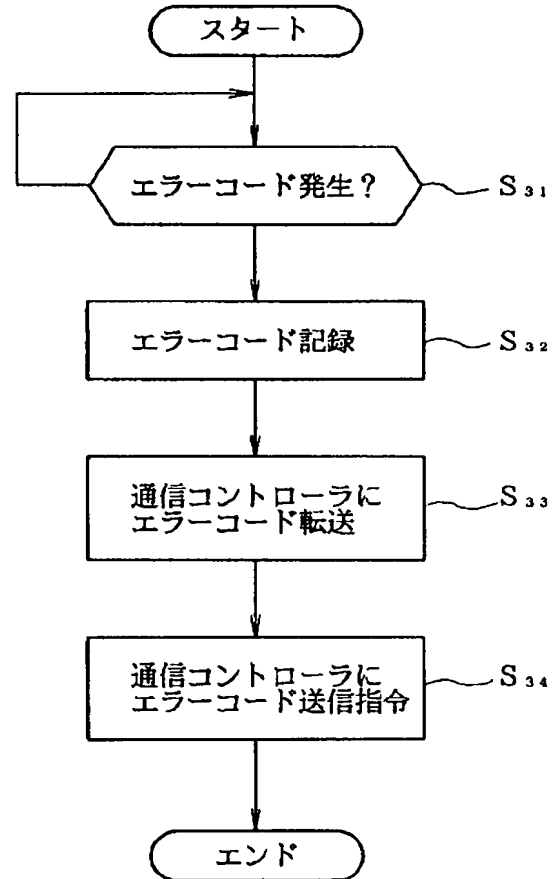 スタート
エラーコード発生？ S₃₁
エラーコード記録 S₃₂
通信コントローラに
エラーコード転送 S₃₃
通信コントローラに
エラーコード送信指令 S₃₄
エンド